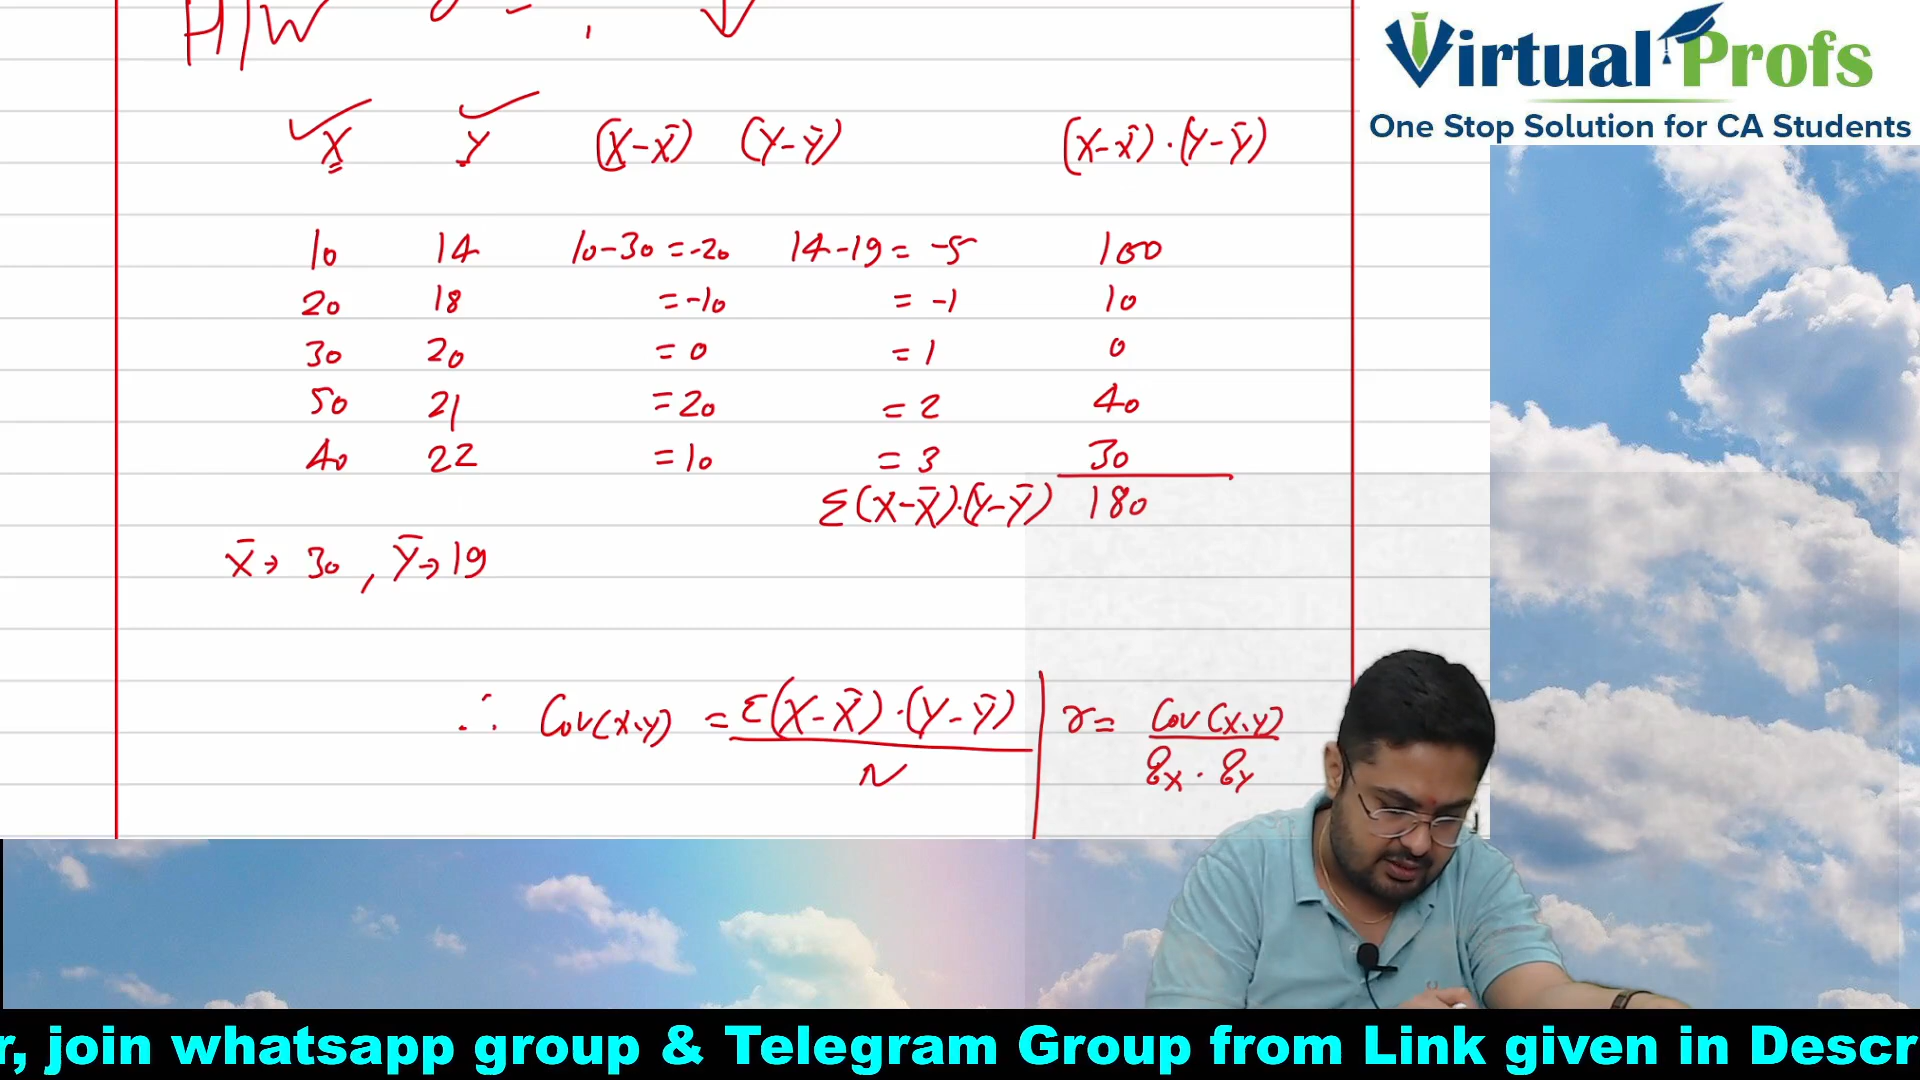 H/W
Virtual Profs
One Stop Solution for CA Students
X Y (X-X̄) (Y-Ȳ) (X-X̄)·(Y-Ȳ)
10 14 10-30=-20 14-19= -5 100
20 18 =-10 = -1 10
30 20 = 0 = 1 0
50 21 =20 = 2 40
40 22 =10 = 3 30
Σ(X-X̄)·(Y-Ȳ) 180
X̄→ 30, Ȳ→19
∴ Cov(X,Y) = Σ(X-X̄)·(Y-Ȳ) r= Cov(X,Y)
N σX · σY
r, join whatsapp group & Telegram Group from Link given in Descr